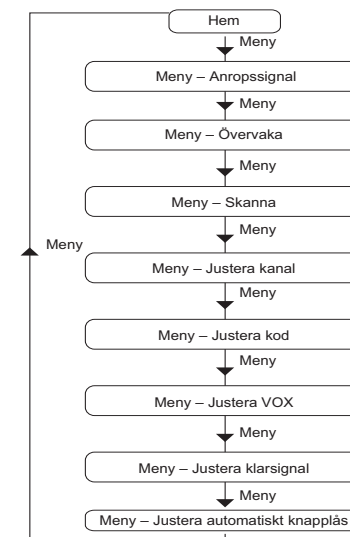 Hem
Meny
Meny – Anropssignal
Meny
Meny – Övervaka
Meny
Meny – Skanna
Meny
Meny
Meny – Justera kanal
Meny
Meny – Justera kod
Meny
Meny – Justera VOX
Meny
Meny – Justera klarsignal
Meny
Meny – Justera automatiskt knapplås